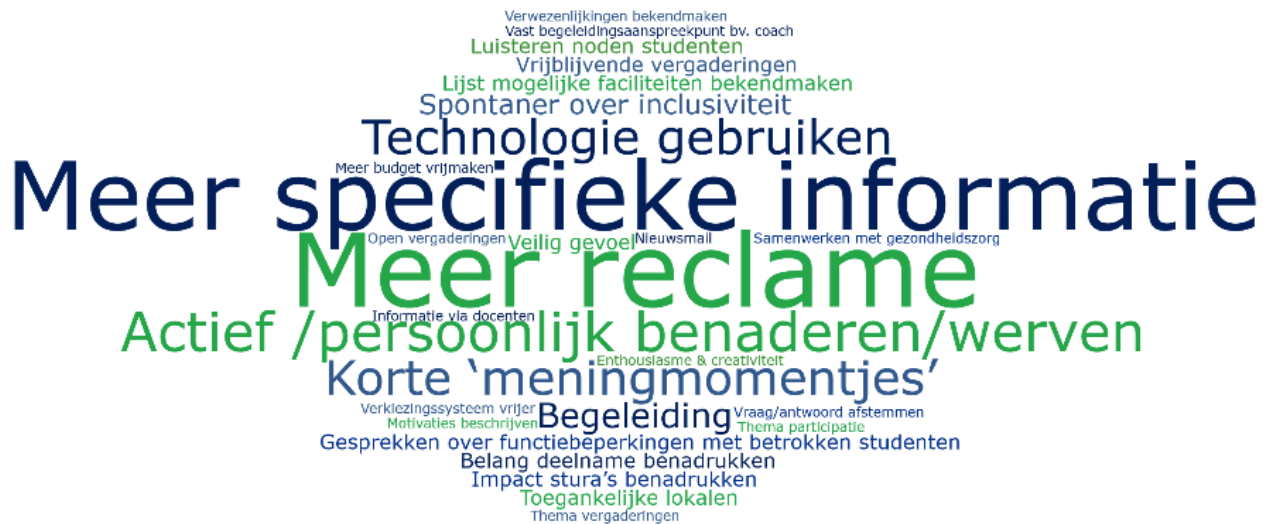 Verwezenlijkingen bekendmaken
Vast begeleidingsaanspreekpunt bv. coach
Luisteren noden studenten
Vrijblijvende vergaderingen
Lijst mogelijke faciliteiten bekendmaken
Spontaner over inclusiviteit
Technologie gebruiken
Meer budget vrijmaken
Meer specifieke informatie
Open vergaderingen
Veilig gevoel
Nieuwsmail
Samenwerken met gezondheidszorg
Meer reclame
Informatie via docenten
Actief /persoonlijk benaderen/werven
Enthousiasme & creativiteit
Korte ‘meningmomentjes’
Verkiezingssysteem vrijer
Motivaties beschrijven
Begeleiding
Vraag/antwoord afstemmen
Thema participatie
Gesprekken over functiebeperkingen met betrokken studenten
Belang deelname benadrukken
Impact stura’s benadrukken
Toegankelijke lokalen
Thema vergaderingen